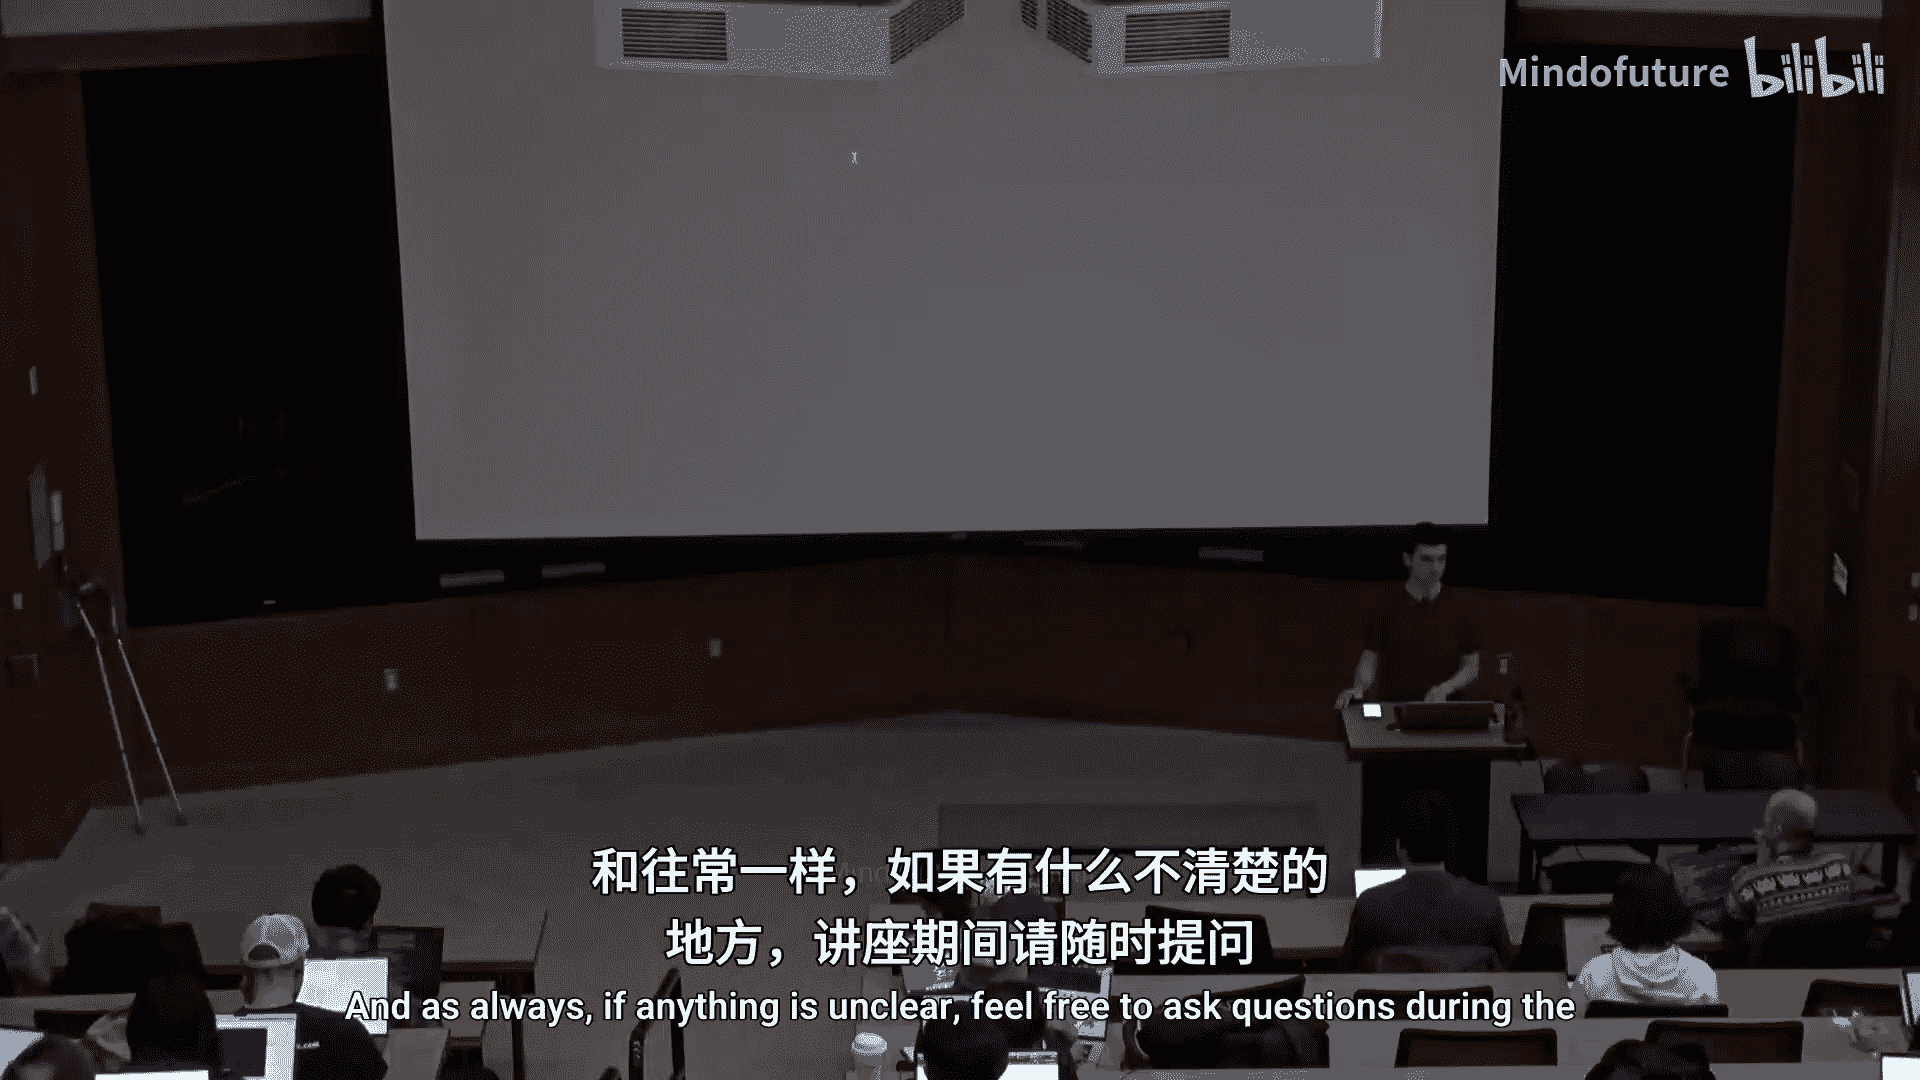 Mindofuture bilibili
和往常一样，如果有什么不清楚的
地方，讲座期间请随时提问
And as always, if anything is unclear, feel free to ask questions during the